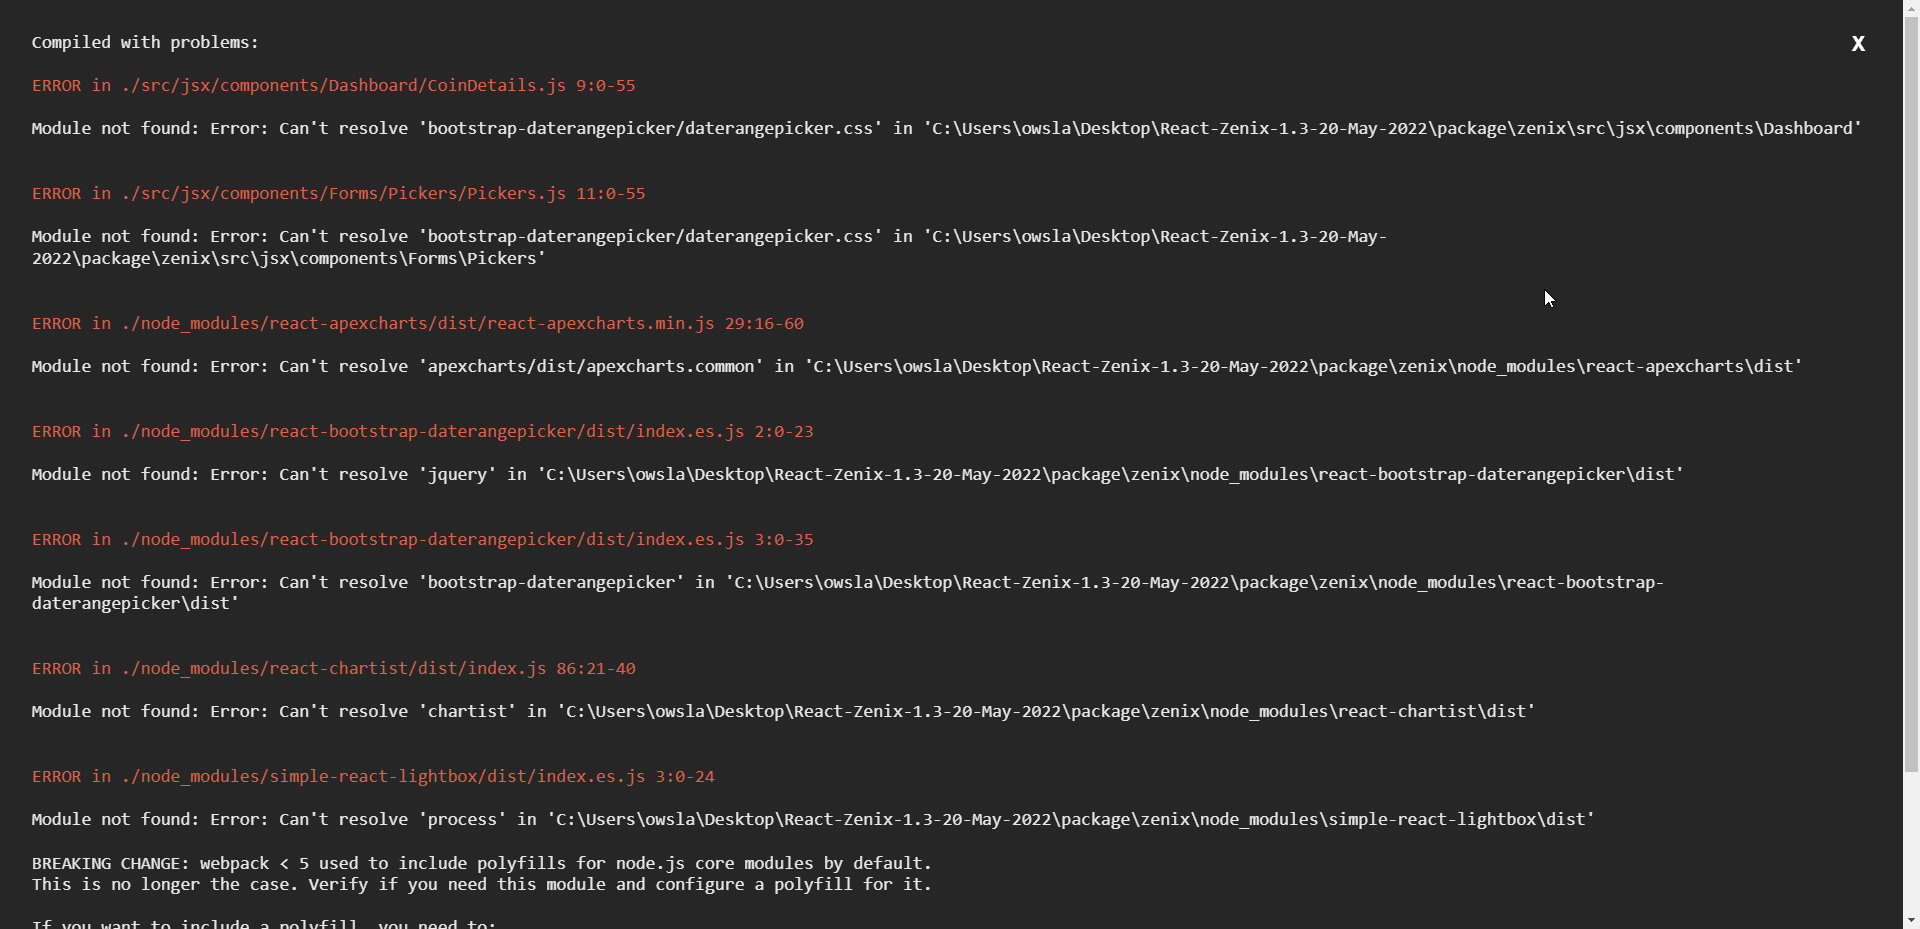 Compiled with problems:
X
ERROR in ./src/jsx/components/Dashboard/CoinDetails.js 9:0-55
Module not found: Error: Can't resolve 'bootstrap-daterangepicker/daterangepicker.css' in 'C:\Users\owsla\Desktop\React-Zenix-1.3-20-May-2022\package\zenix\src\jsx\components\Dashboard'
ERROR in ./src/jsx/components/Forms/Pickers/Pickers.js 11:0-55
Module not found: Error: Can't resolve 'bootstrap-daterangepicker/daterangepicker.css' in 'C:\Users\owsla\Desktop\React-Zenix-1.3-20-May-
2022\package\zenix\src\jsx\components\Forms\Pickers'
ERROR in ./node_modules/react-apexcharts/dist/react-apexcharts.min.js 29:16-60
Module not found: Error: Can't resolve 'apexcharts/dist/apexcharts.common' in 'C:\Users\owsla\Desktop\React-Zenix-1.3-20-May-2022\package\zenix\node_modules\react-apexcharts\dist'
ERROR in ./node_modules/react-bootstrap-daterangepicker/dist/index.es.js 2:0-23
Module not found: Error: Can't resolve 'jquery' in 'C:\Users\owsla\Desktop\React-Zenix-1.3-20-May-2022\package\zenix\node_modules\react-bootstrap-daterangepicker\dist'
ERROR in ./node_modules/react-bootstrap-daterangepicker/dist/index.es.js 3:0-35
Module not found: Error: Can't resolve 'bootstrap-daterangepicker' in 'C:\Users\owsla\Desktop\React-Zenix-1.3-20-May-2022\package\zenix\node_modules\react-bootstrap-
daterangepicker\dist'
ERROR in ./node_modules/react-chartist/dist/index.js 86:21-40
Module not found: Error: Can't resolve 'chartist' in 'C:\Users\owsla\Desktop\React-Zenix-1.3-20-May-2022\package\zenix\node_modules\react-chartist\dist'
ERROR in ./node_modules/simple-react-lightbox/dist/index.es.js 3:0-24
Module not found: Error: Can't resolve 'process' in 'C:\Users\owsla\Desktop\React-Zenix-1.3-20-May-2022\package\zenix\node_modules\simple-react-lightbox\dist'
BREAKING CHANGE: webpack < 5 used to include polyfills for node.js core modules by default.
This is no longer the case. Verify if you need this module and configure a polyfill for it.
If you want to include a polyfill, you need to: